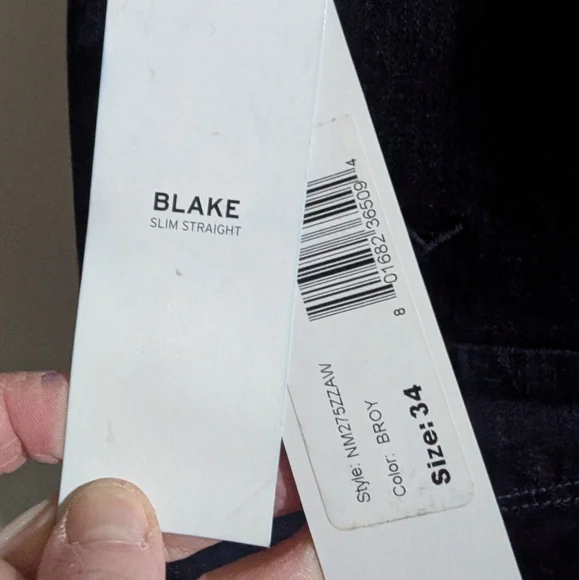 BLAKE
SLIM STRAIGHT
8 01682 36509 4
Style: NM275ZZAW
Color: BROY
Size: 34